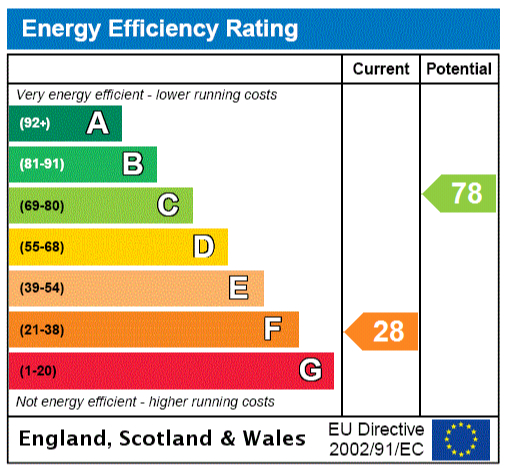 Energy Efficiency Rating
Current Potential
Very energy efficient - lower running costs
(92+) A
(81-91) B
(69-80) C
78
(55-68) D
(39-54) E
(21-38) F
28
(1-20) G
Not energy efficient - higher running costs
England, Scotland & Wales
EU Directive
2002/91/EC